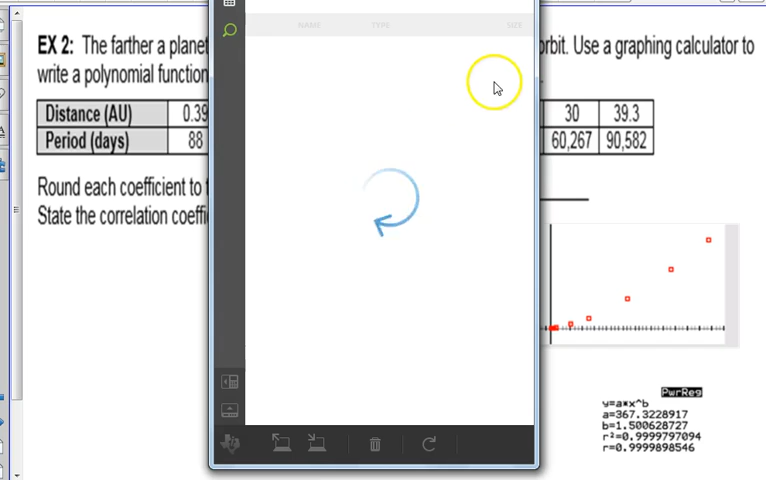 NAME TYPE SIZE
EX 2: The farther a planet orbit. Use a graphing calculator to
write a polynomial function
Distance (AU) 0.39 30 39.3
Period (days) 88 60,267 90,582
Round each coefficient to t
State the correlation coeffi
PwrReg
y=a*x^b
a=367.3228917
b=1.500628727
r²=0.9999797094
r=0.9999898546